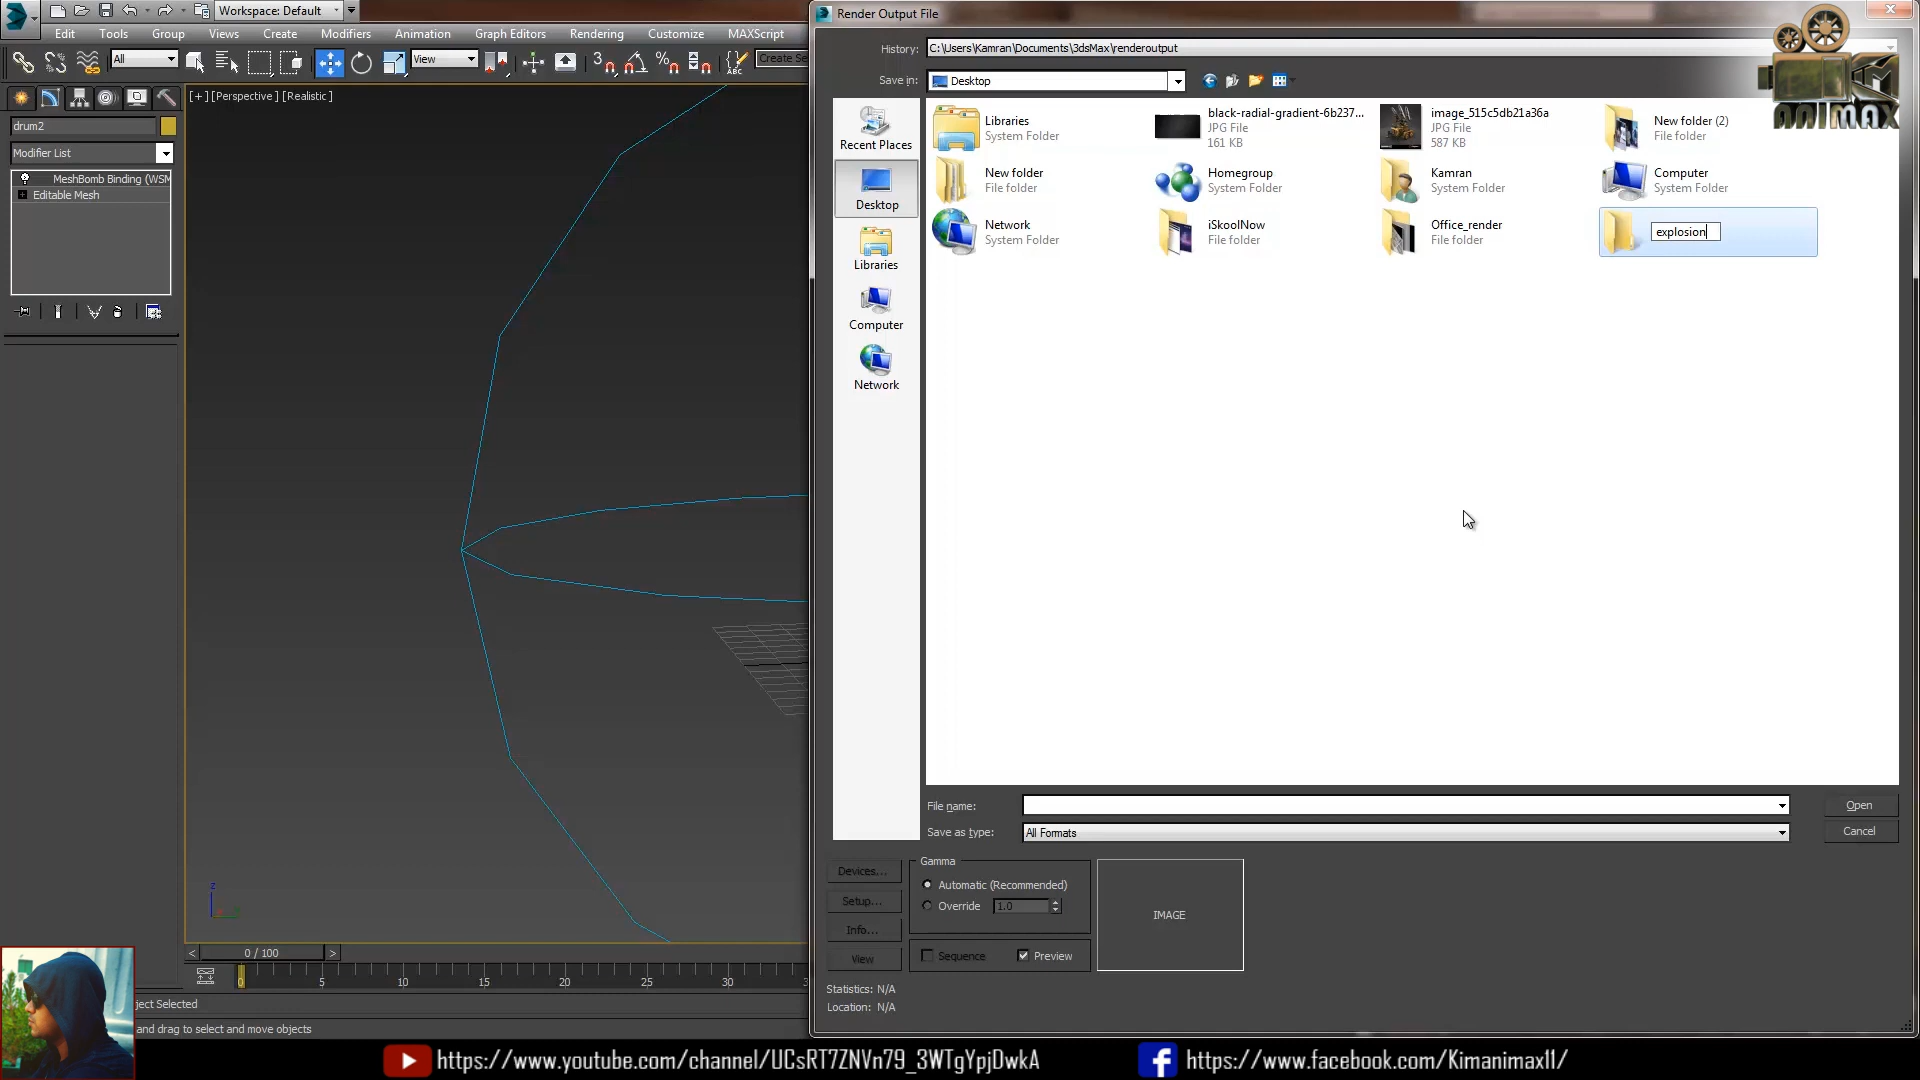 Workspace: Default
Edit Tools Group Views Create Modifiers Animation Graph Editors Rendering Customize MAXScript
All
View
Create Se
[+] [Perspective] [Realistic]
drum2
Modifier List
MeshBomb Binding (WSM
Editable Mesh
0 / 100
0 5 10 15 20 25 30
ject Selected
and drag to select and move objects
Render Output File
History: C:\Users\Kamran\Documents\3dsMax\renderoutput
Save in: Desktop
Recent Places
Desktop
Libraries
Computer
Network
Libraries
System Folder
black-radial-gradient-6b237...
JPG File
161 KB
image_515c5db21a36a
JPG File
587 KB
New folder (2)
File folder
New folder
File folder
Homegroup
System Folder
Kamran
System Folder
Computer
System Folder
Network
System Folder
iSkoolNow
File folder
Office_render
File folder
explosion
File name:
Open
Save as type: All Formats
Cancel
Devices...
Setup...
Info...
View
Gamma
Automatic (Recommended)
Override 1.0
Sequence Preview
IMAGE
Statistics: N/A
Location: N/A
ANIMAX
https://www.youtube.com/channel/UCsRT7ZNVn79_3WTgYpjDwkA
https://www.facebook.com/Kimanimax11/